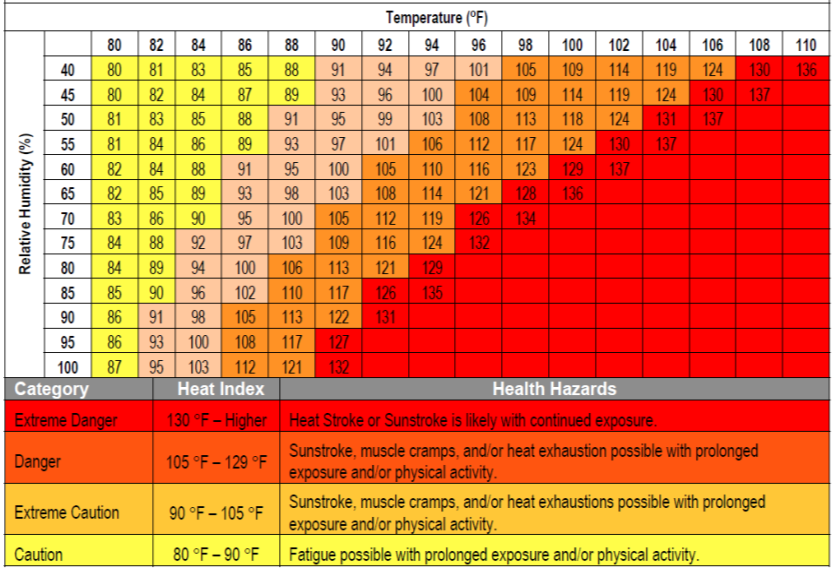 Temperature (°F)
80 82 84 86 88 90 92 94 96 98 100 102 104 106 108 110
Relative Humidity (%)
40 80 81 83 85 88 91 94 97 101 105 109 114 119 124 130 136
45 80 82 84 87 89 93 96 100 104 109 114 119 124 130 137
50 81 83 85 88 91 95 99 103 108 113 118 124 131 137
55 81 84 86 89 93 97 101 106 112 117 124 130 137
60 82 84 88 91 95 100 105 110 116 123 129 137
65 82 85 89 93 98 103 108 114 121 128 136
70 83 86 90 95 100 105 112 119 126 134
75 84 88 92 97 103 109 116 124 132
80 84 89 94 100 106 113 121 129
85 85 90 96 102 110 117 126 135
90 86 91 98 105 113 122 131
95 86 93 100 108 117 127
100 87 95 103 112 121 132
Category Heat Index Health Hazards
Extreme Danger 130 °F – Higher Heat Stroke or Sunstroke is likely with continued exposure.
Danger 105 °F – 129 °F Sunstroke, muscle cramps, and/or heat exhaustion possible with prolonged
exposure and/or physical activity.
Extreme Caution 90 °F – 105 °F Sunstroke, muscle cramps, and/or heat exhaustions possible with prolonged
exposure and/or physical activity.
Caution 80 °F – 90 °F Fatigue possible with prolonged exposure and/or physical activity.